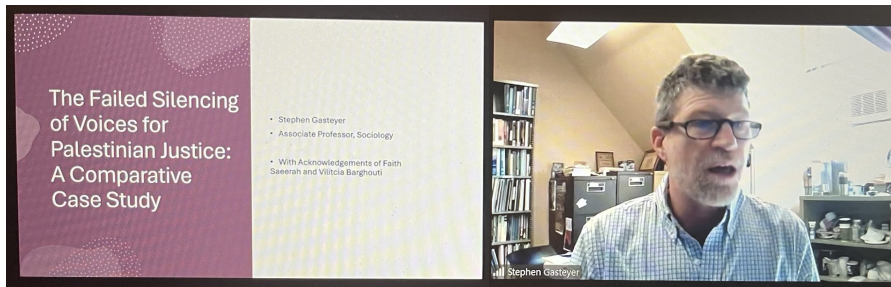 The Failed Silencing
of Voices for
Palestinian Justice:
A Comparative
Case Study
• Stephen Gasteyer
• Associate Professor, Sociology
• With Acknowledgements of Faith
Saeerah and Vilitcia Barghouti
Stephen Gasteyer